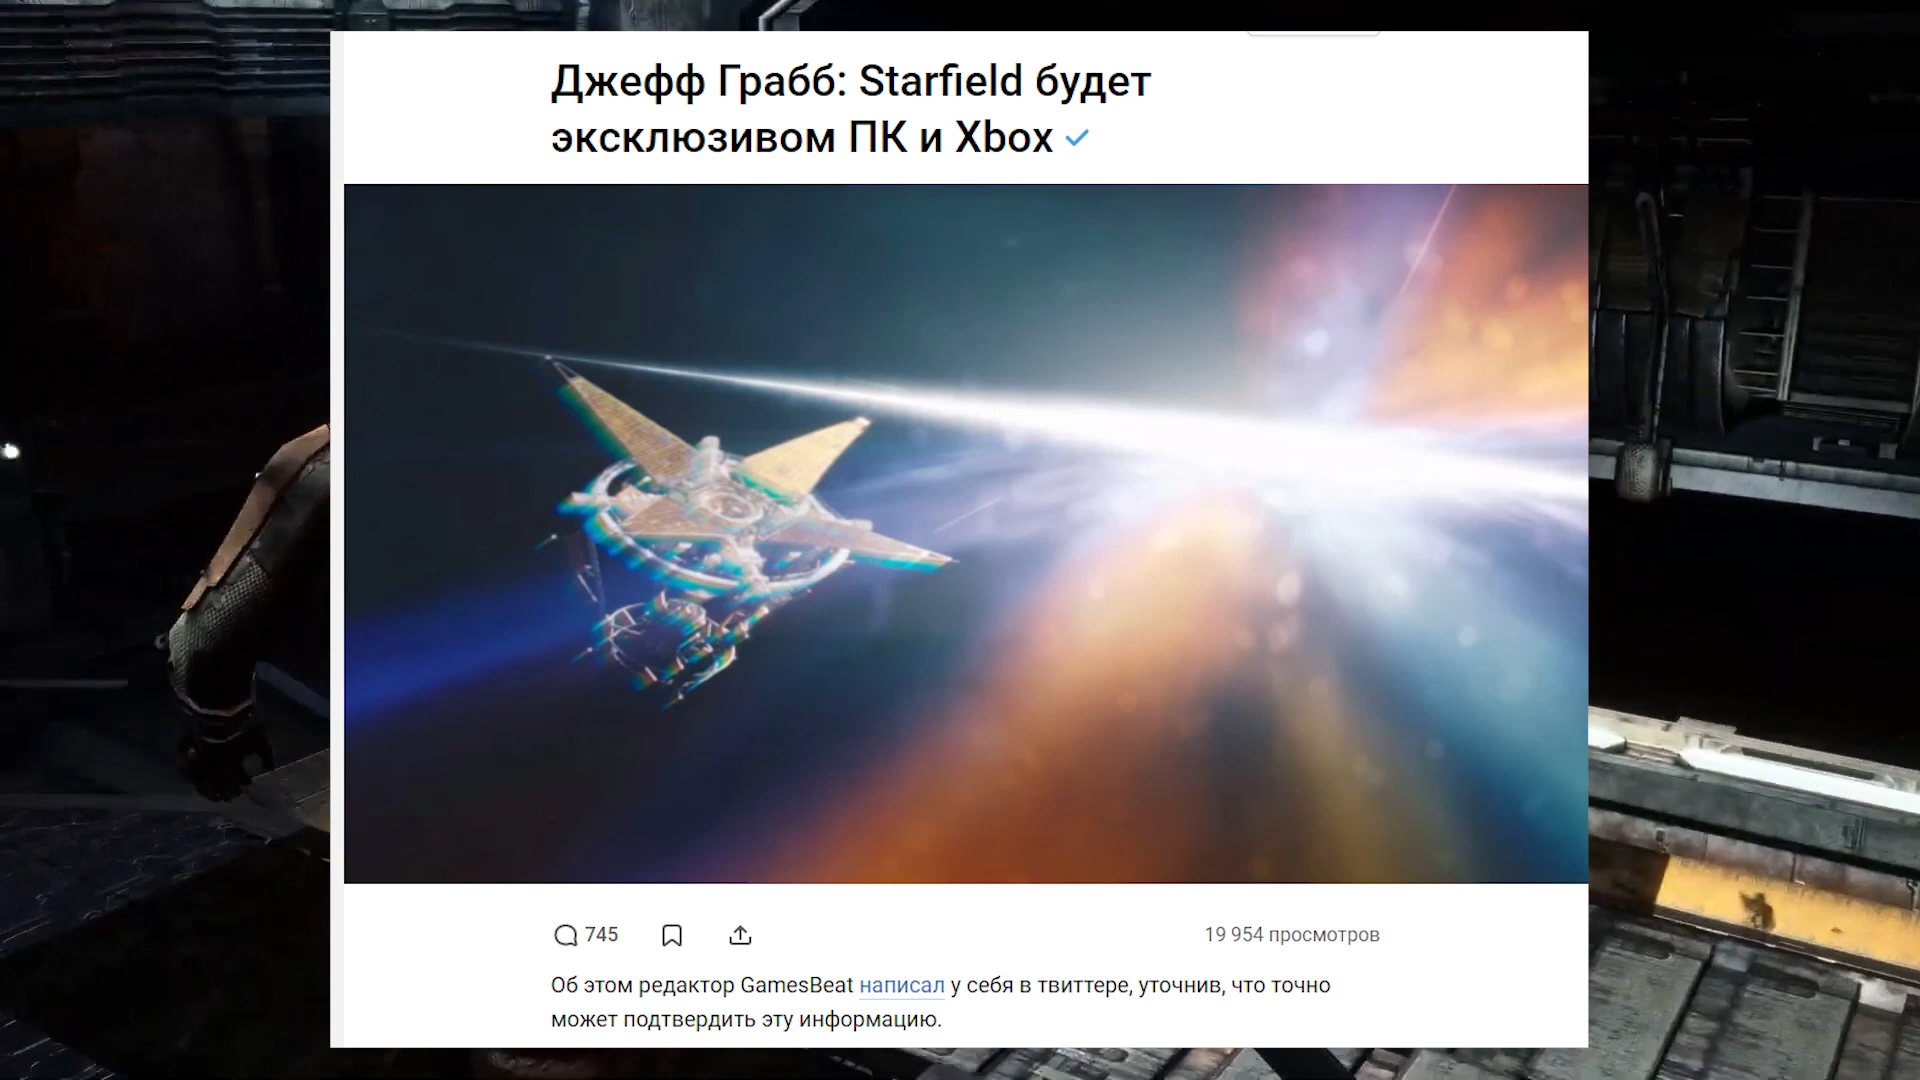 Джефф Грабб: Starfield будет
эксклюзивом ПК и Xbox
745
19 954 просмотров
Об этом редактор GamesBeat написал у себя в твиттере, уточнив, что точно
может подтвердить эту информацию.